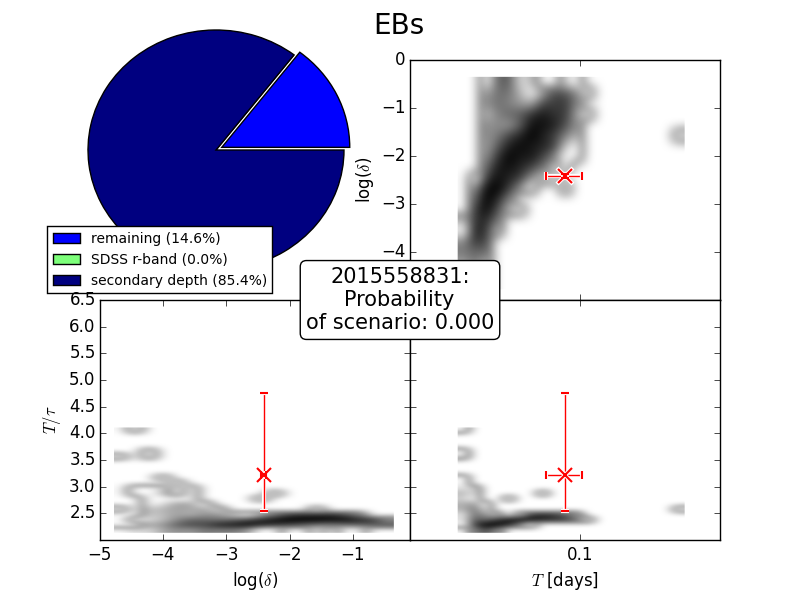 EBs
remaining (14.6%)
SDSS r-band (0.0%)
secondary depth (85.4%)
0
−1
−2
−3
−4
log(δ)
2015558831:
Probability
of scenario: 0.000
6.5
6.0
5.5
5.0
4.5
4.0
3.5
3.0
2.5
T/τ
−5
−4
−3
−2
−1
log(δ)
0.1
T [days]